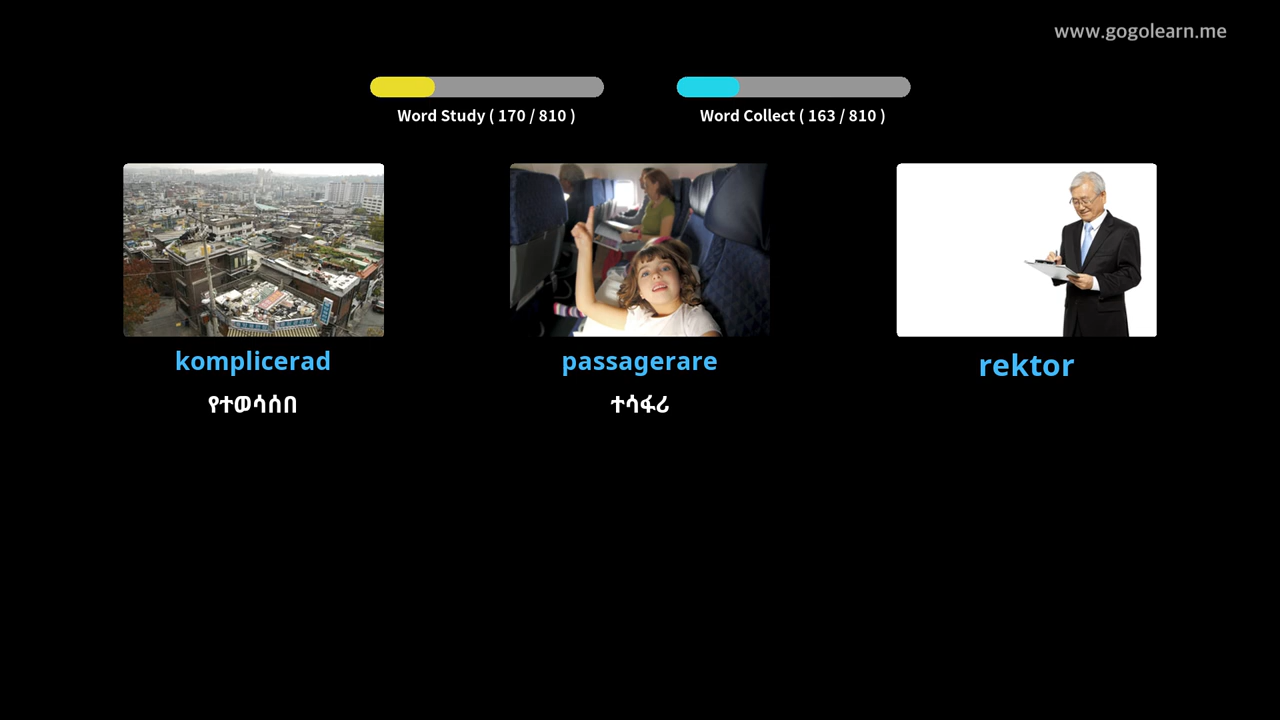 www.gogolearn.me
Word Study ( 170 / 810 )
Word Collect ( 163 / 810 )
komplicerad
passagerare
rektor
የተወሳሰበ
ተሳፋሪ